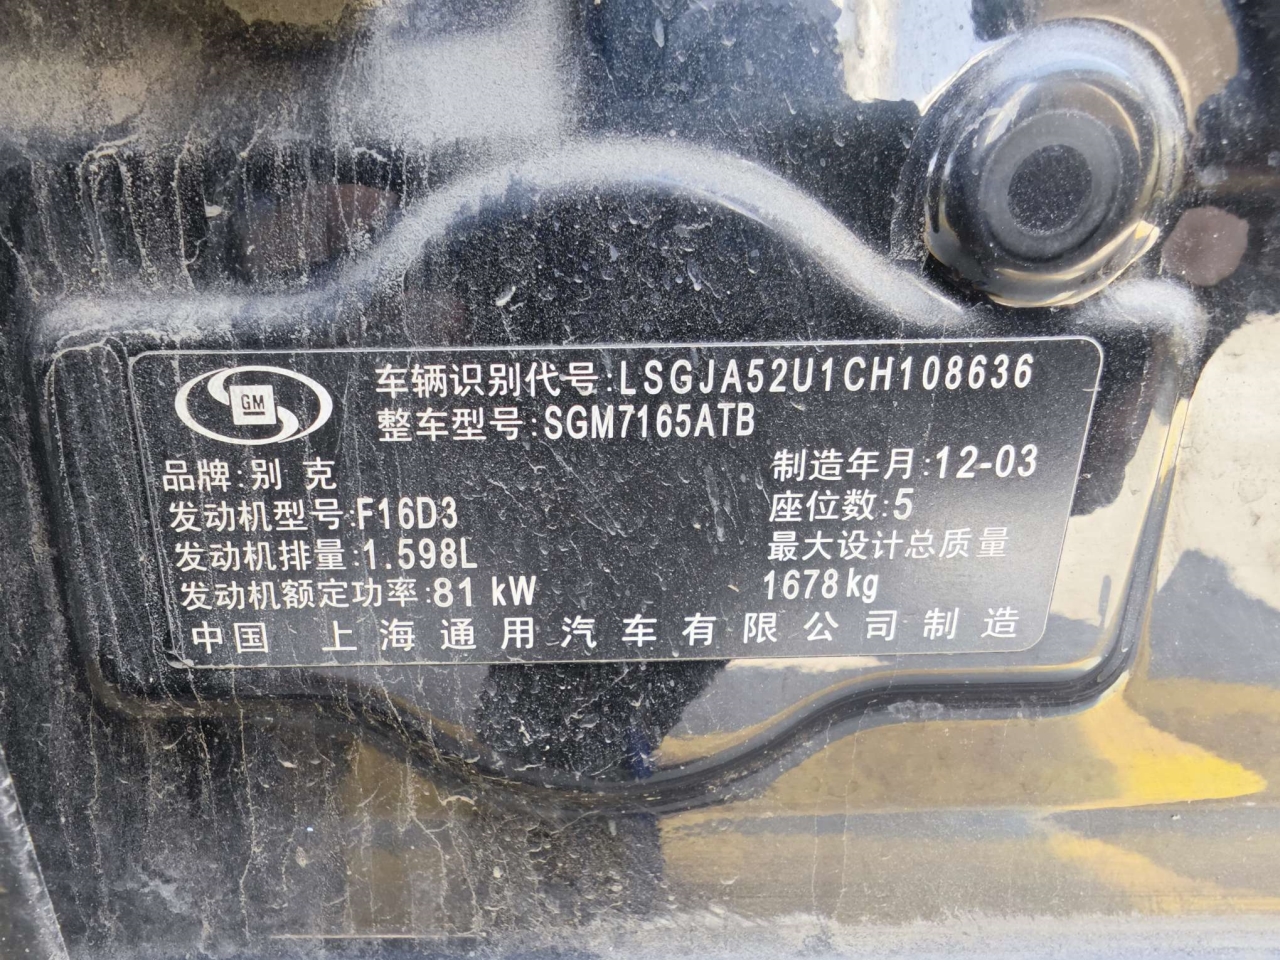 GM
车辆识别代号:LSGJA52U1CH108636
整车型号:SGM7165ATB
品牌:别克
制造年月:12-03
发动机型号:F16D3
座位数:5
发动机排量:1.598L
最大设计总质量
发动机额定功率:81 kW
1678kg
中国 上海通用汽车有限公司制造